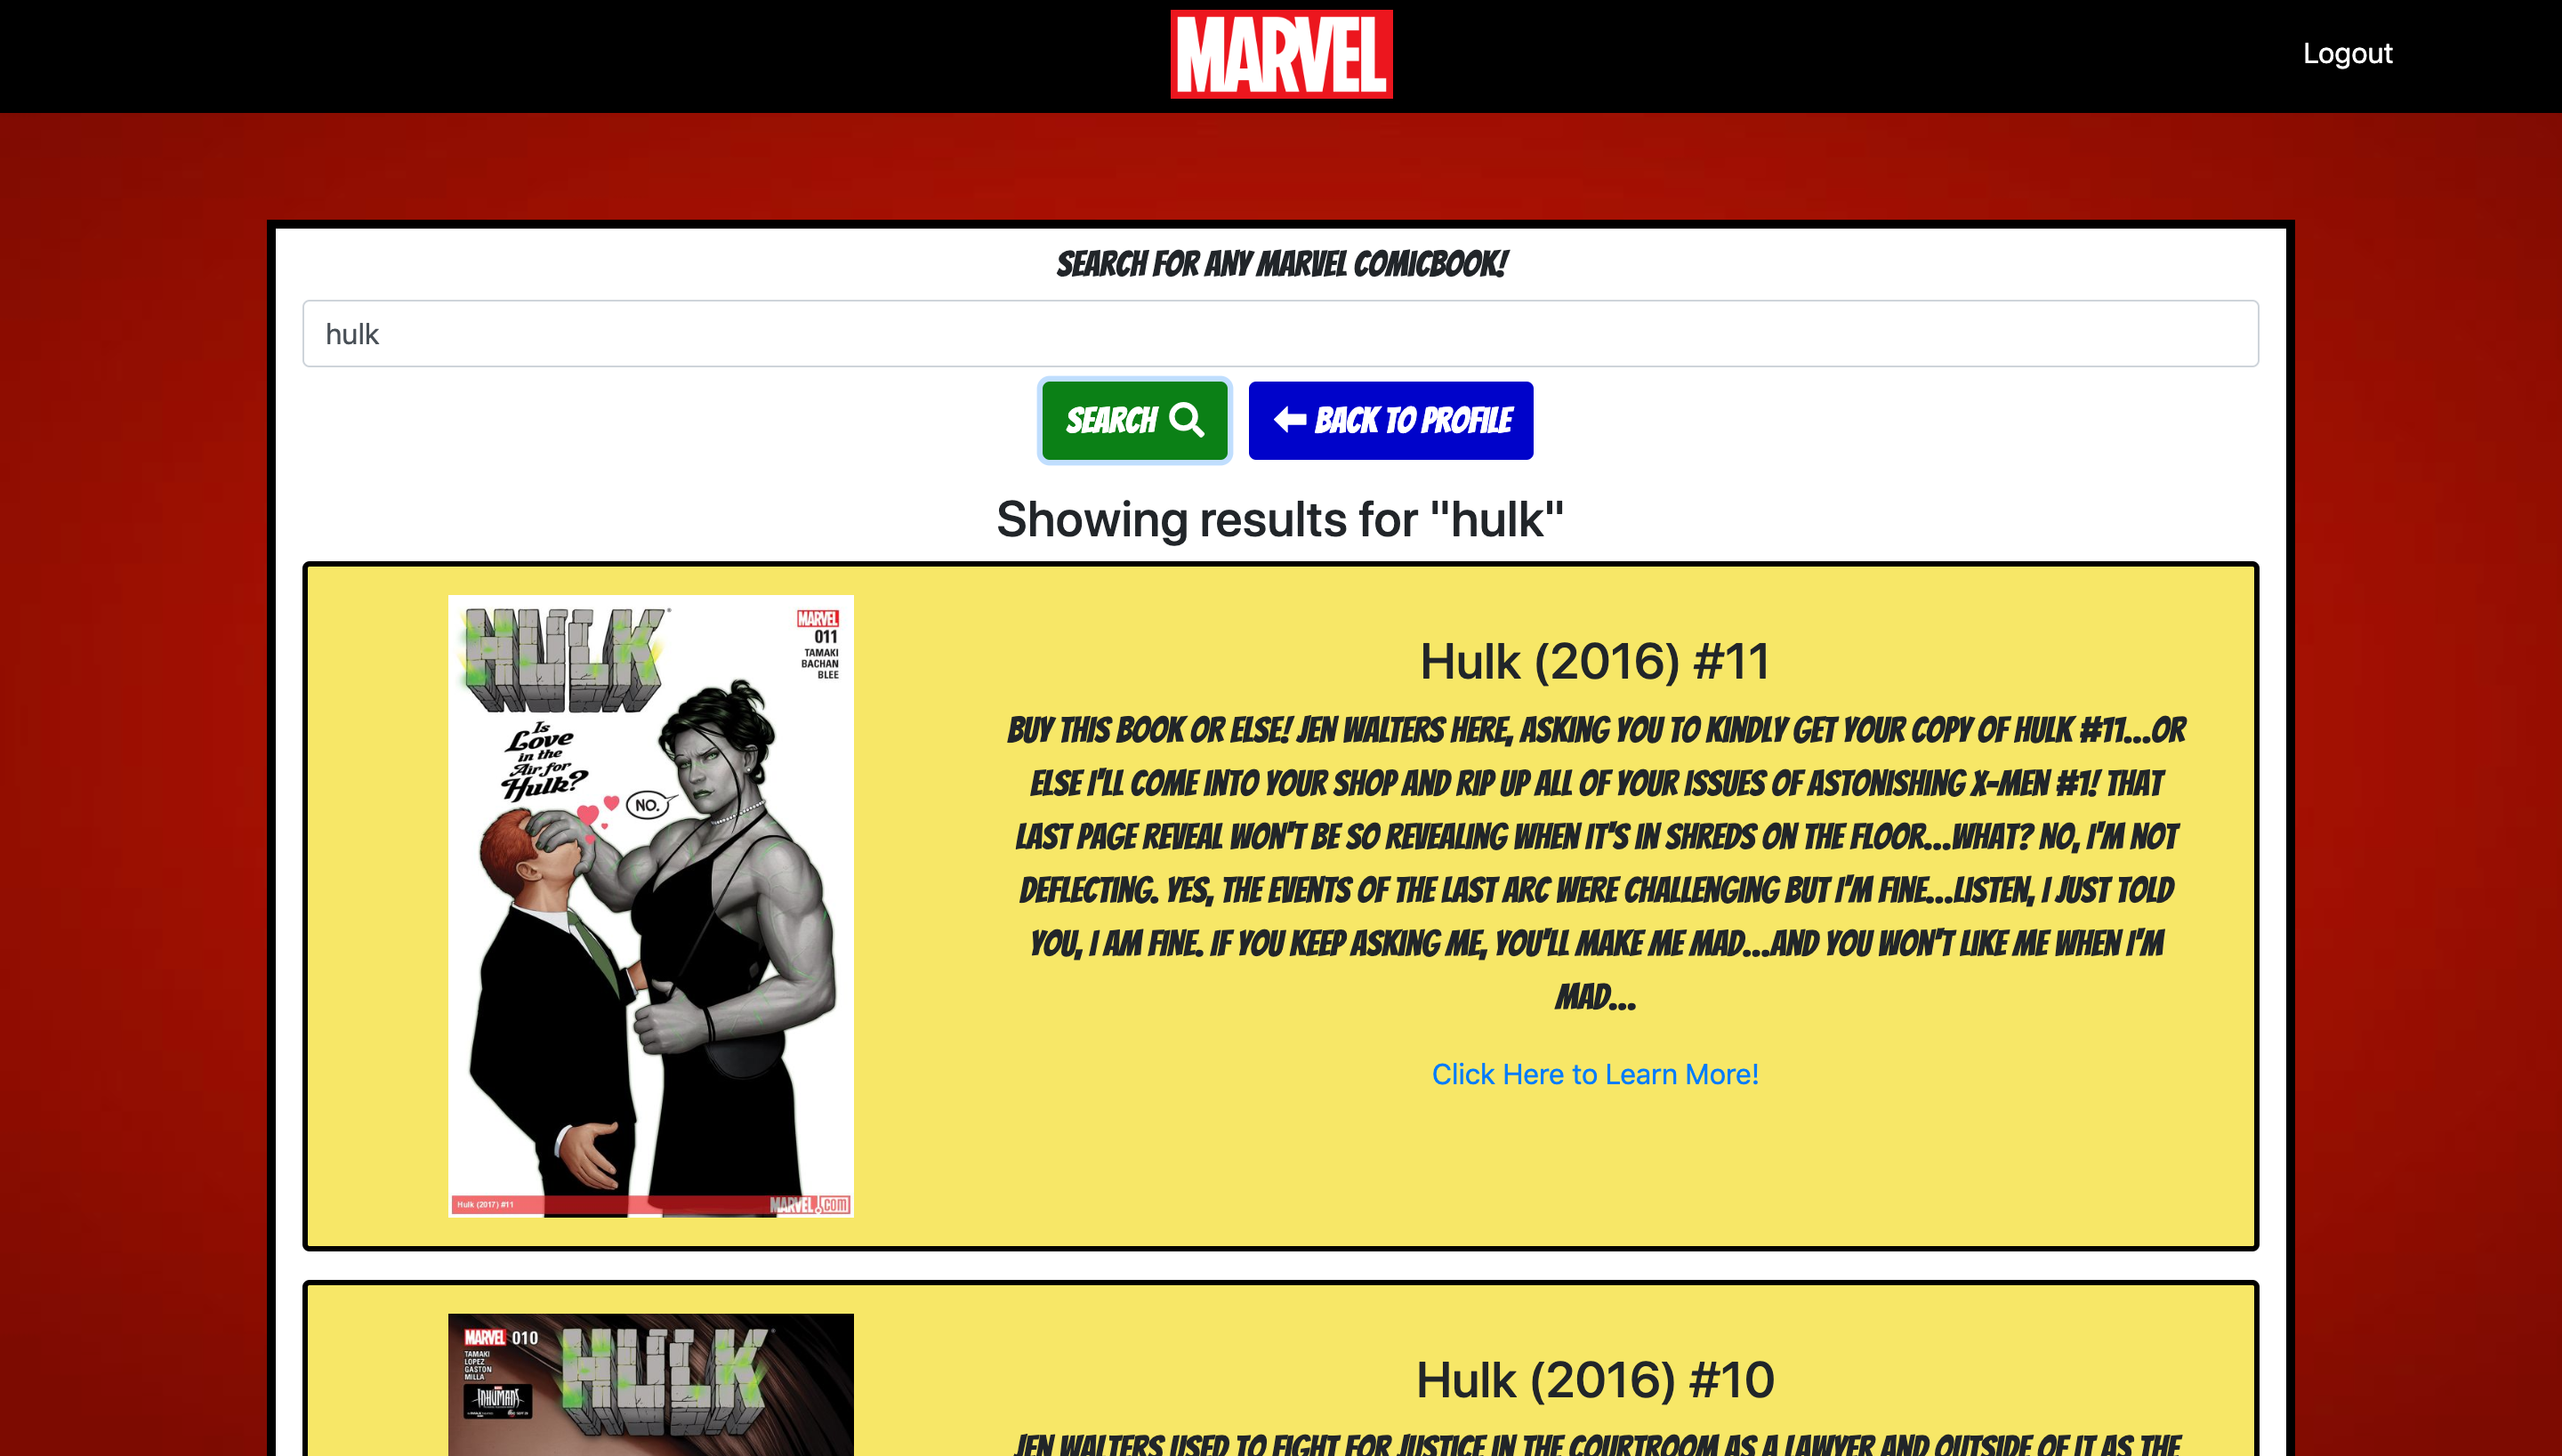 MARVEL
Logout
SEARCH FOR ANY MARVEL COMICBOOK!
hulk
SEARCH
BACK TO PROFILE
Showing results for "hulk"
HULK
MARVEL
011
TAMAKI
BACHAN
BLEE
Is
Love
in the
Air for
Hulk?
NO.
Hulk (2017) #11
MARVEL.com
Hulk (2016) #11
BUY THIS BOOK OR ELSE! JEN WALTERS HERE, ASKING YOU TO KINDLY GET YOUR COPY OF HULK #11...OR
ELSE I'LL COME INTO YOUR SHOP AND RIP UP ALL OF YOUR ISSUES OF ASTONISHING X-MEN #1! THAT
LAST PAGE REVEAL WON'T BE SO REVEALING WHEN IT'S IN SHREDS ON THE FLOOR...WHAT? NO, I'M NOT
DEFLECTING. YES, THE EVENTS OF THE LAST ARC WERE CHALLENGING BUT I'M FINE...LISTEN, I JUST TOLD
YOU, I AM FINE. IF YOU KEEP ASKING ME, YOU'LL MAKE ME MAD...AND YOU WON'T LIKE ME WHEN I'M
MAD...
Click Here to Learn More!
MARVEL 010
TAMAKI
LOPEZ
GASTON
MILLA
INHUMANS
HULK
Hulk (2016) #10
JEN WALTERS USED TO FIGHT FOR JUSTICE IN THE COURTROOM AS A LAWYER AND OUTSIDE OF IT AS THE